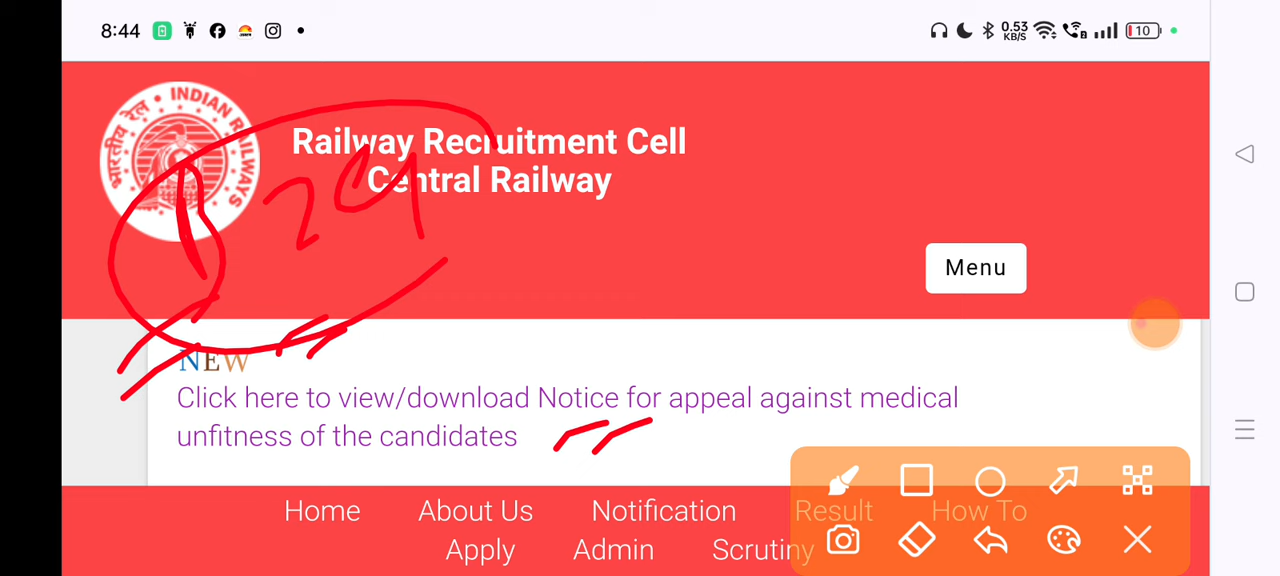 8:44 0.53 KB/S 10
भारतीय रेल • INDIAN RAILWAYS
Railway Recruitment Cell
Central Railway
Menu
NEW
Click here to view/download Notice for appeal against medical
unfitness of the candidates
Home About Us Notification Result How To
Apply Admin Scrutiny